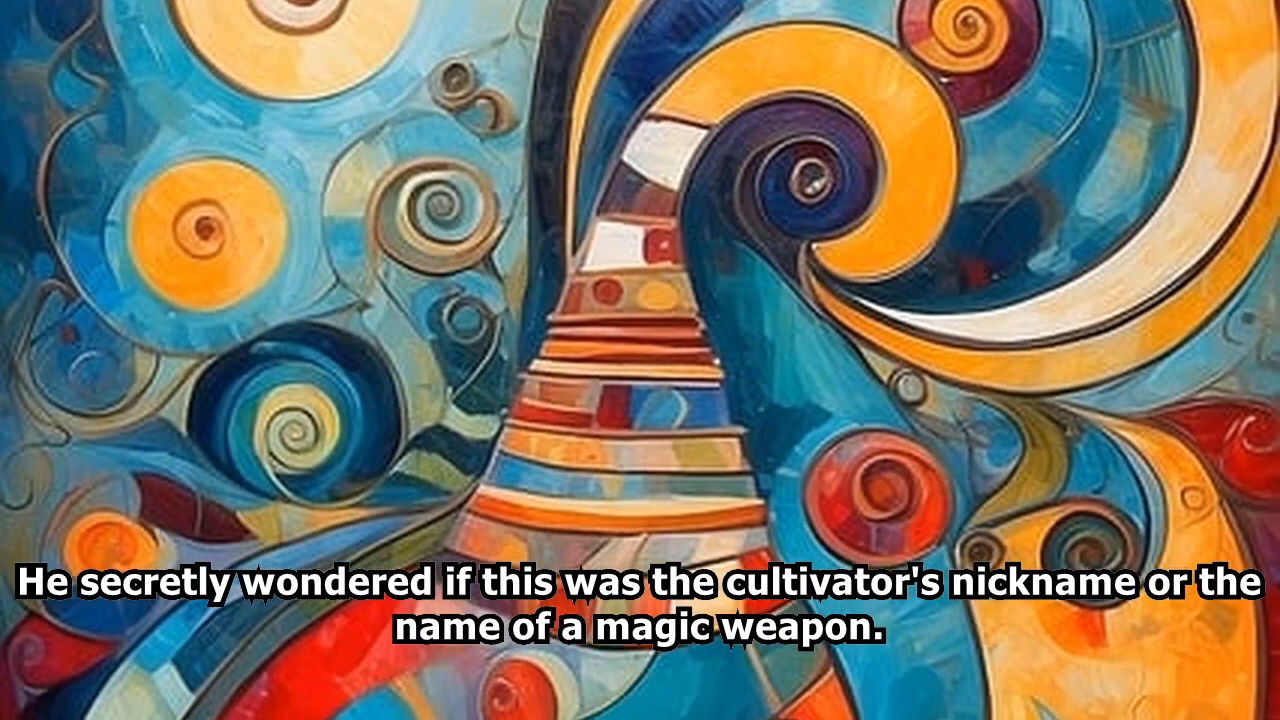 He secretly wondered if this was the cultivator's nickname or the
name of a magic weapon.